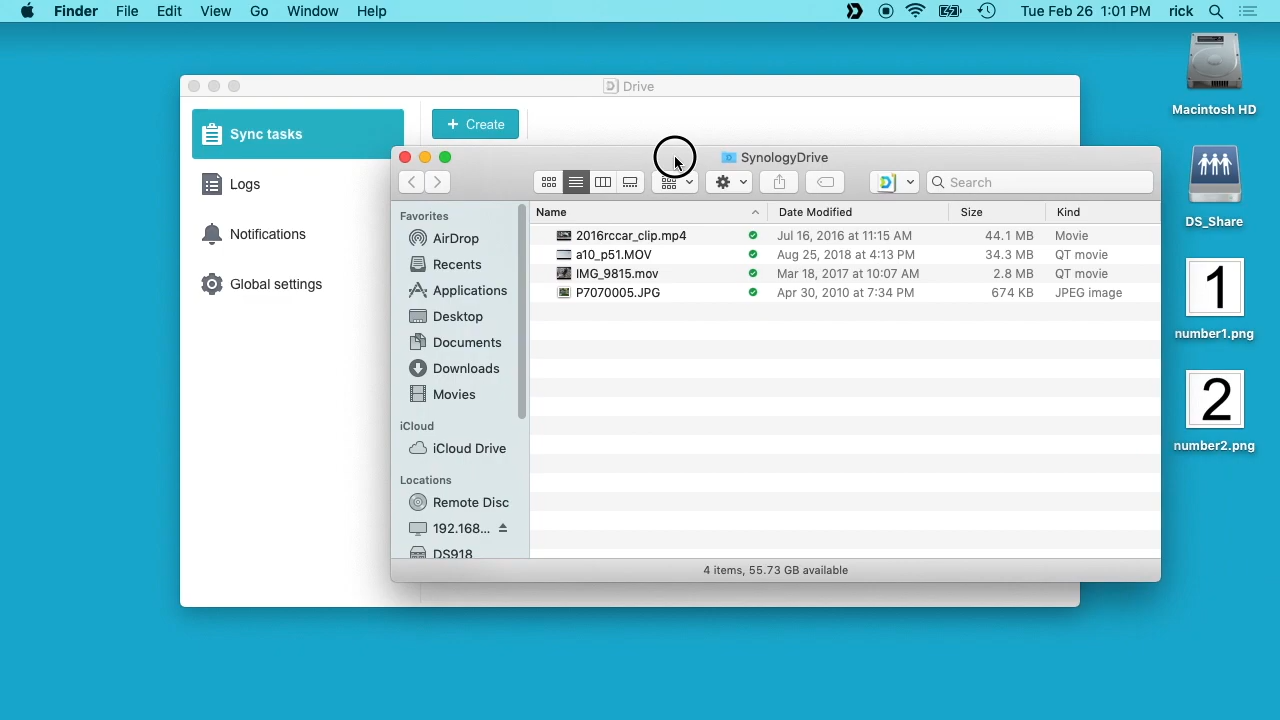 Finder File Edit View Go Window Help Tue Feb 26 1:01 PM rick
Macintosh HD
DS_Share
1
number1.png
2
number2.png
Drive
Sync tasks
Logs
Notifications
Global settings
+ Create
SynologyDrive
Search
Favorites
AirDrop
Recents
Applications
Desktop
Documents
Downloads
Movies
iCloud
iCloud Drive
Locations
Remote Disc
192.168...
DS918
Name Date Modified Size Kind
2016rccar_clip.mp4 Jul 16, 2016 at 11:15 AM 44.1 MB Movie
a10_p51.MOV Aug 25, 2018 at 4:13 PM 34.3 MB QT movie
IMG_9815.mov Mar 18, 2017 at 10:07 AM 2.8 MB QT movie
P7070005.JPG Apr 30, 2010 at 7:34 PM 674 KB JPEG image
4 items, 55.73 GB available